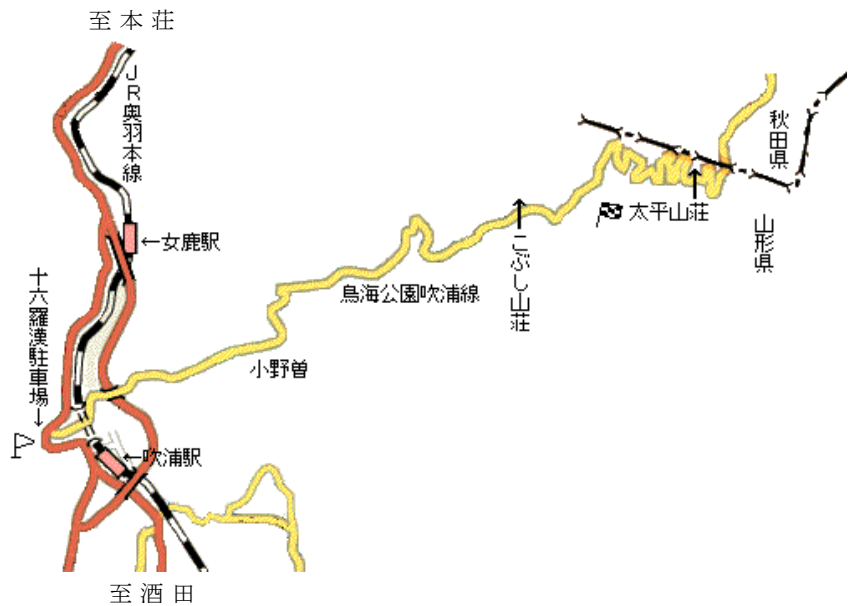 至本荘
JR奥羽本線
秋田県
太平山荘
山形県
←女鹿駅
こぶし山荘
十六羅漢駐車場→
鳥海公園吹浦線
小野曽
←吹浦駅
至酒田